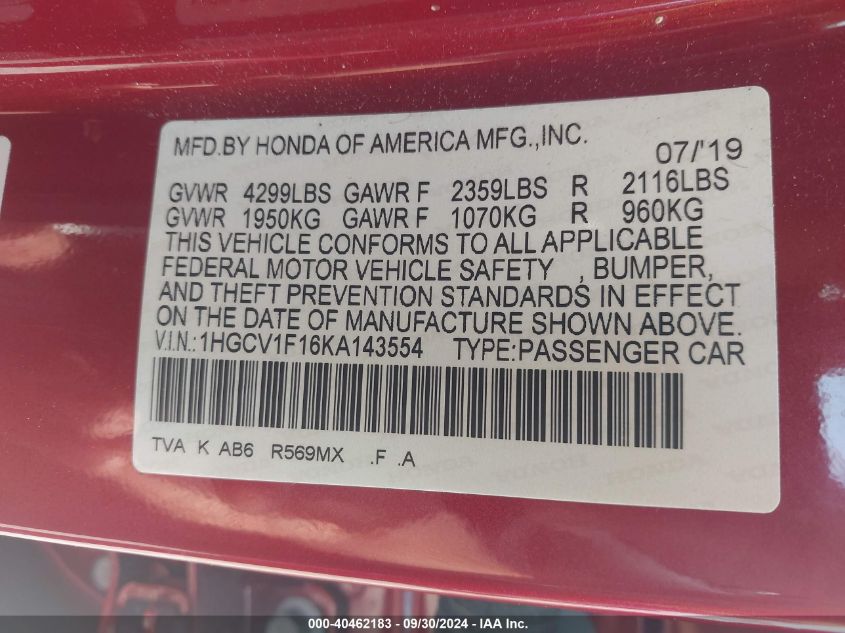 MFD.BY HONDA OF AMERICA MFG.,INC. 07/'19
GVWR 4299LBS GAWR F 2359LBS R 2116LBS
GVWR 1950KG GAWR F 1070KG R 960KG
THIS VEHICLE CONFORMS TO ALL APPLICABLE
FEDERAL MOTOR VEHICLE SAFETY , BUMPER,
AND THEFT PREVENTION STANDARDS IN EFFECT
ON THE DATE OF MANUFACTURE SHOWN ABOVE.
V.I.N.:1HGCV1F16KA143554 TYPE:PASSENGER CAR
TVA K AB6 R569MX .F .A
000-40462183 - 09/30/2024 - IAA Inc.